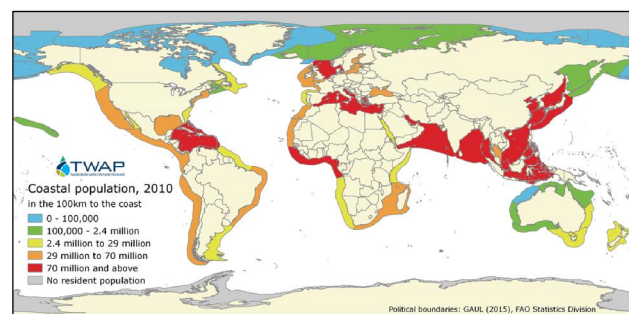 TWAP
Coastal population, 2010
in the 100km to the coast
0 - 100,000
100,000 - 2.4 million
2.4 million to 29 million
29 million to 70 million
70 million and above
No resident population
Political boundaries: GAUL (2015), FAO Statistics Division